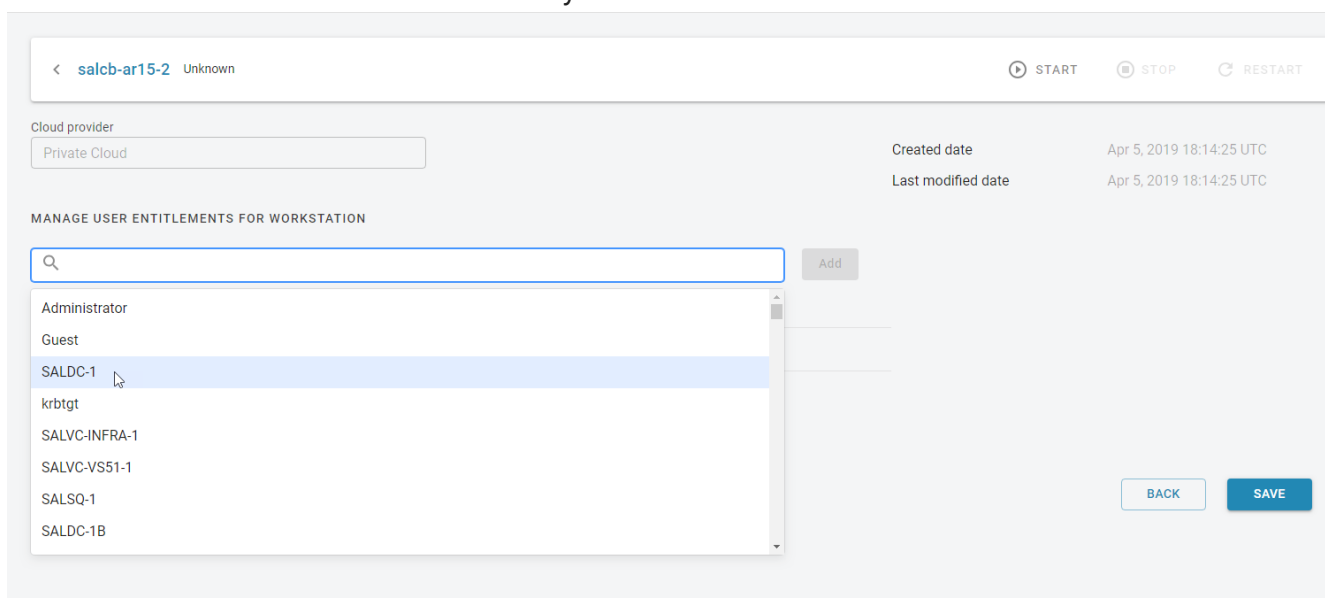 salcb-ar15-2 Unknown START STOP RESTART
Cloud provider
Private Cloud
Created date Apr 5, 2019 18:14:25 UTC
Last modified date Apr 5, 2019 18:14:25 UTC
MANAGE USER ENTITLEMENTS FOR WORKSTATION
Add
Administrator
Guest
SALDC-1
krbtgt
SALVC-INFRA-1
SALVC-VS51-1
SALSQ-1
SALDC-1B
BACK SAVE